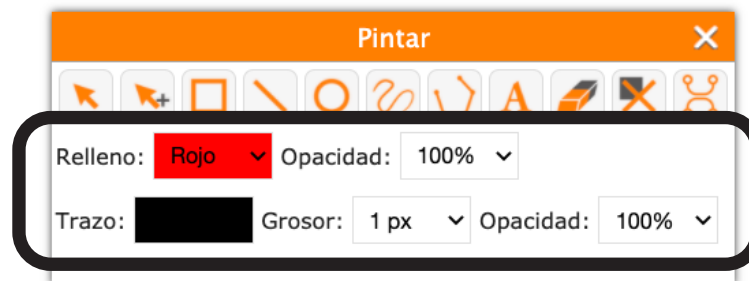 Pintar
A
Relleno: Rojo Opacidad: 100%
Trazo: Grosor: 1 px Opacidad: 100%